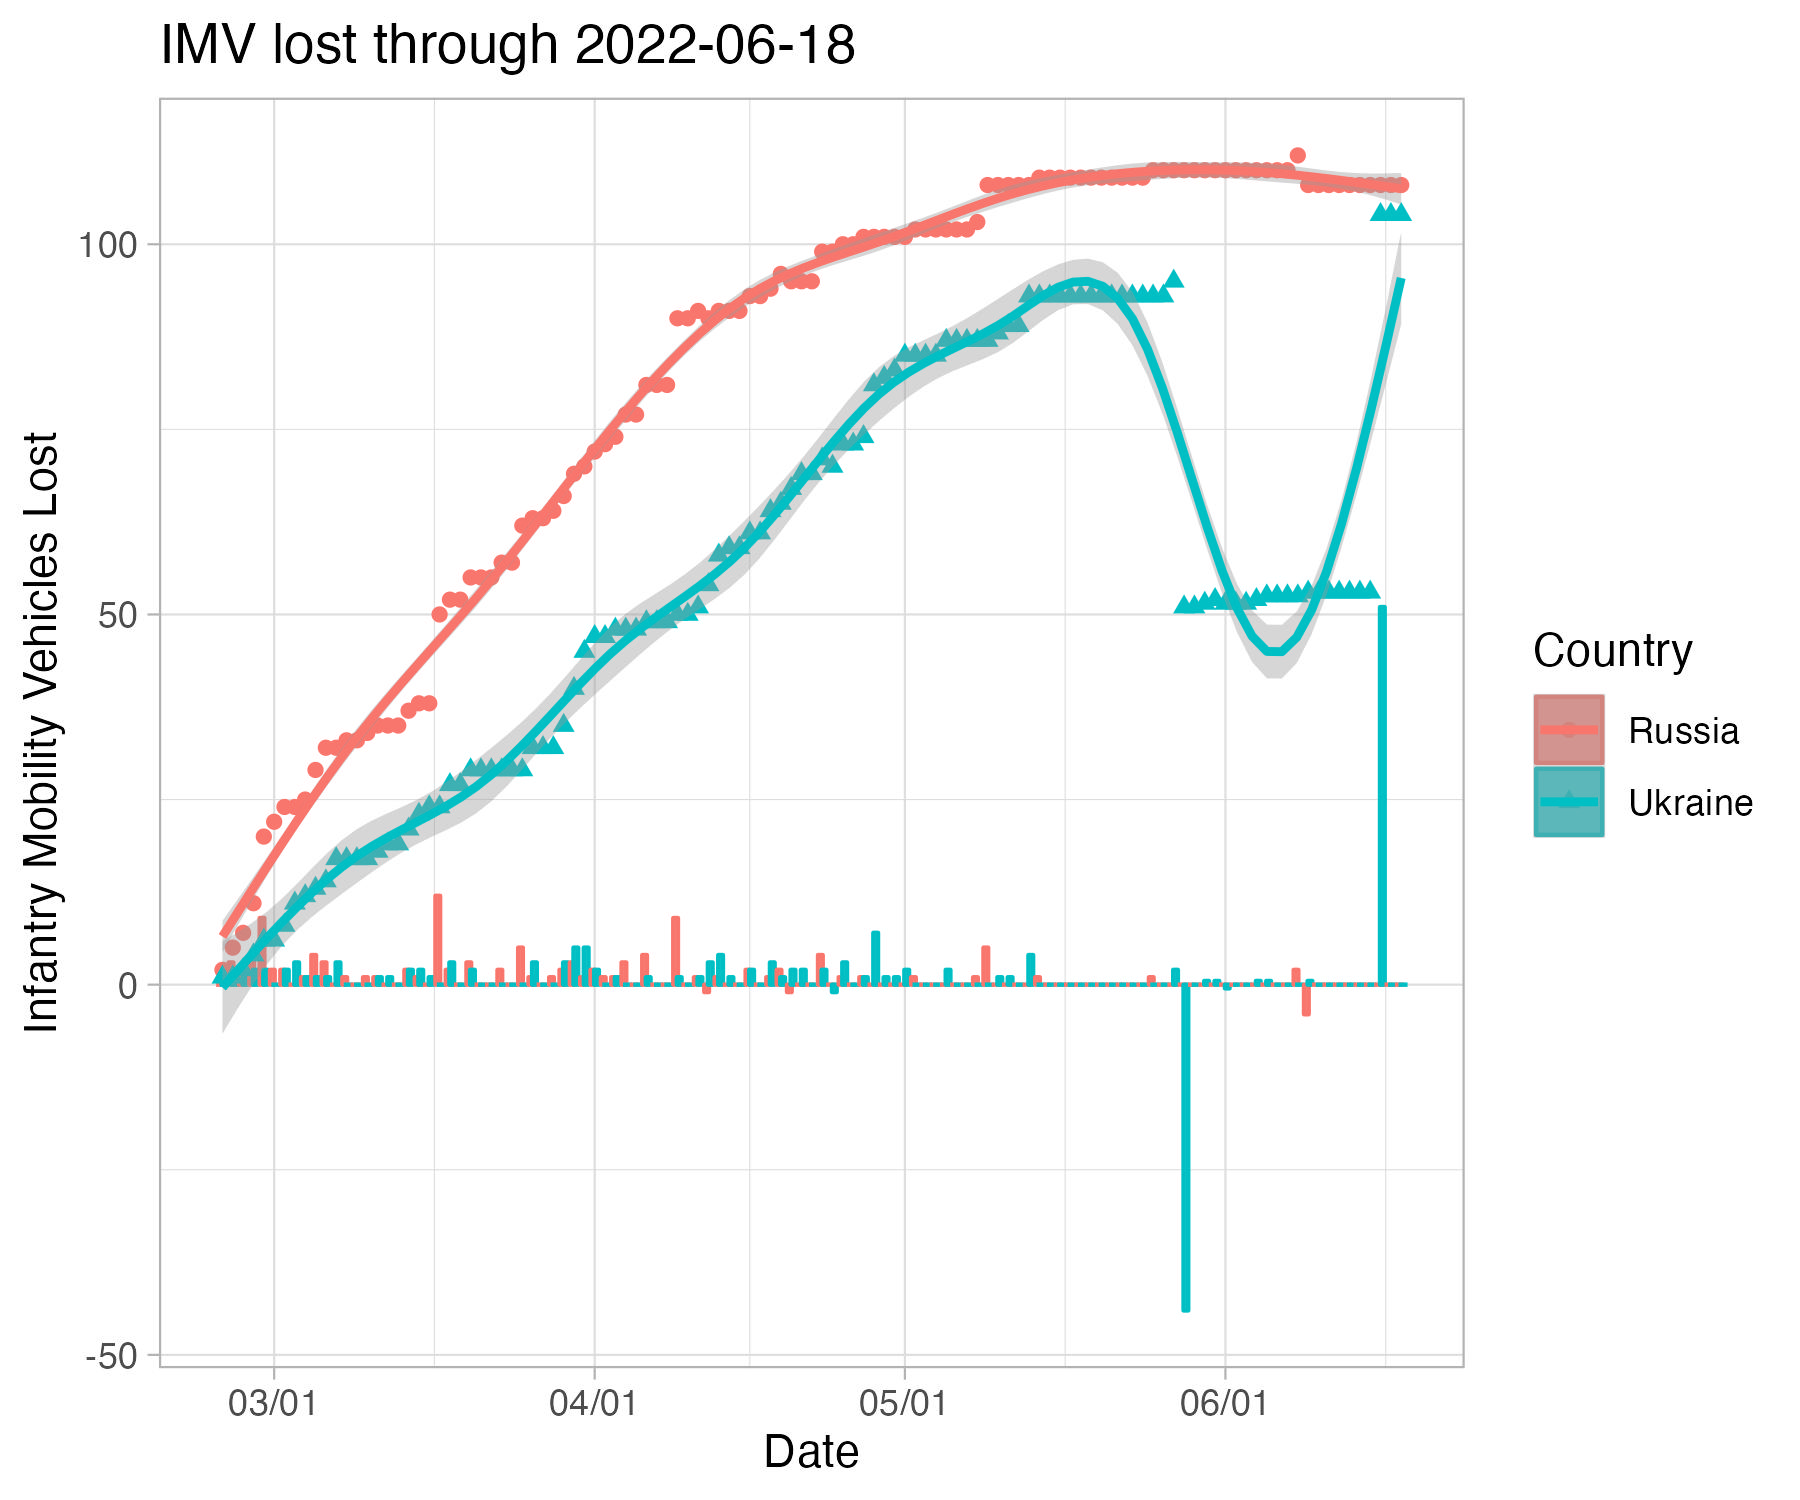 IMV lost through 2022-06-18
Infantry Mobility Vehicles Lost
100
50
0
-50
03/01
04/01
05/01
06/01
Date
Country
Russia
Ukraine